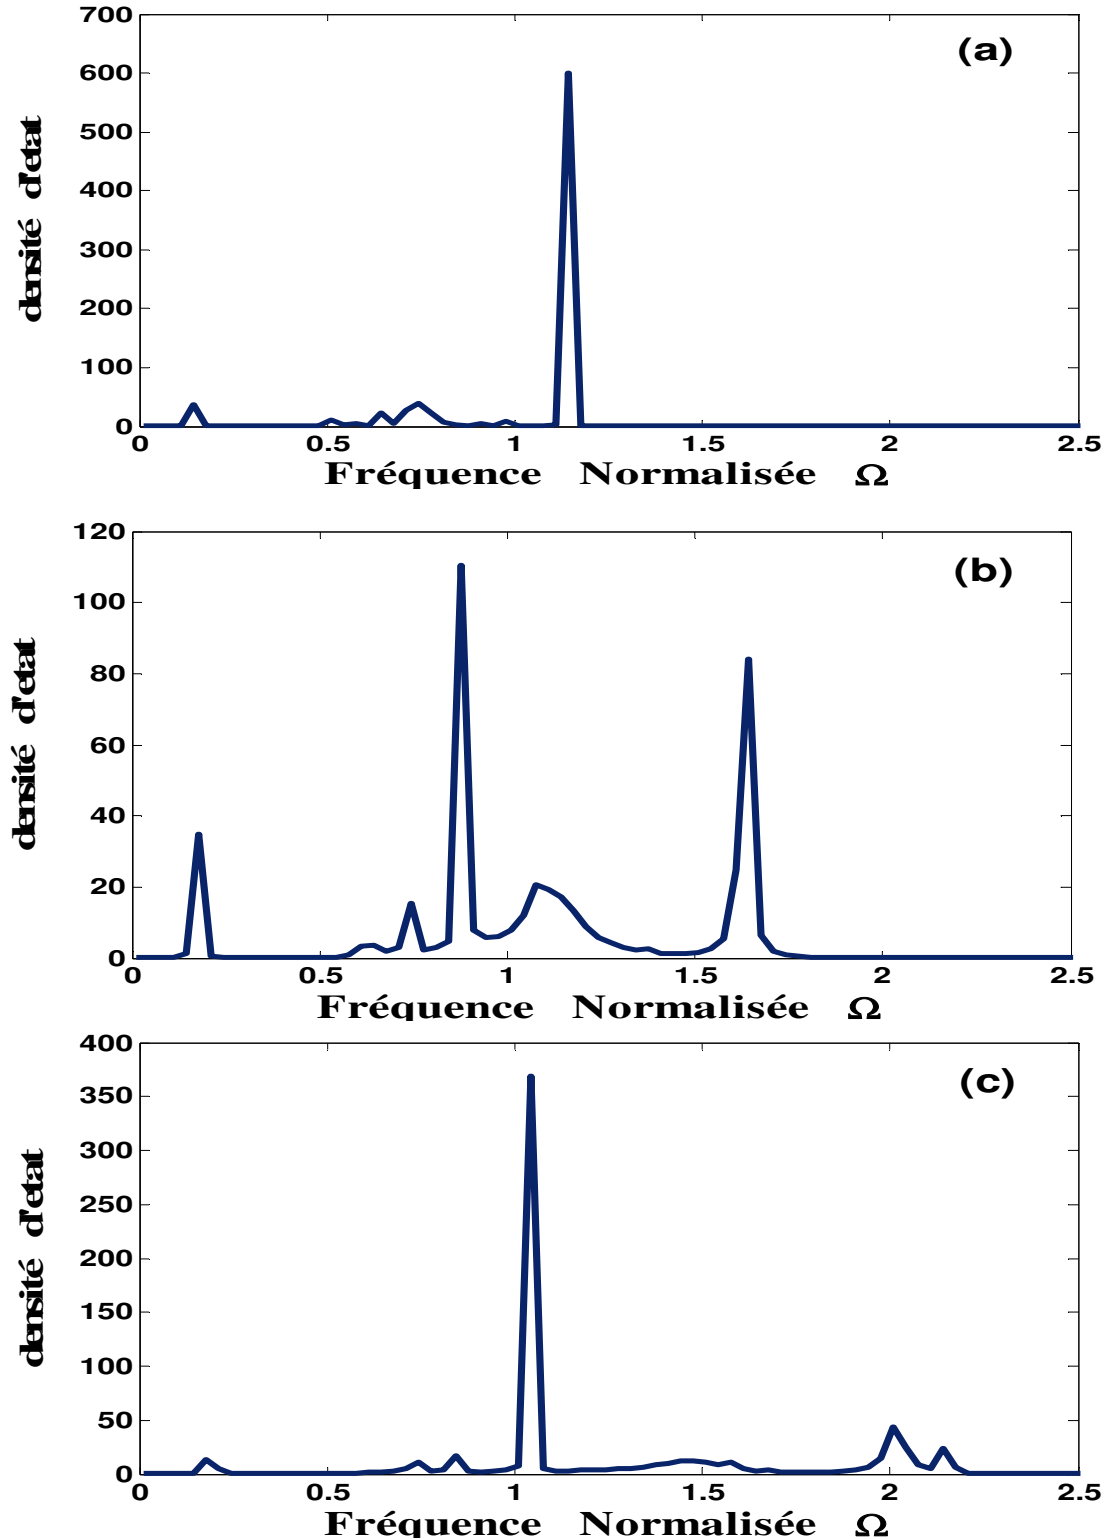 700
(a)
600
500
400
300
200
100
0
densité d'etat
0 0.5 1 1.5 2 2.5
Fréquence Normalisée Ω
120
(b)
100
80
60
40
20
0
densité d'etat
0 0.5 1 1.5 2 2.5
Fréquence Normalisée Ω
400
(c)
350
300
250
200
150
100
50
0
densité d'etat
0 0.5 1 1.5 2 2.5
Fréquence Normalisée Ω